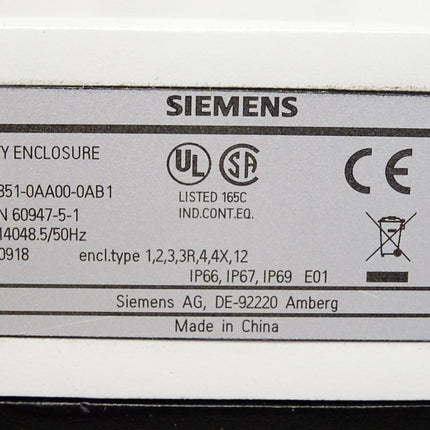 SIEMENS
Y ENCLOSURE
851-0AA00-0AB1
N 60947-5-1
14048.5/50Hz
0918
encl.type 1,2,3,3R,4,4X,12
UL
SA
LISTED 165C
IND.CONT.EQ.
CE
IP66, IP67, IP69 E01
Siemens AG, DE-92220 Amberg
Made in China